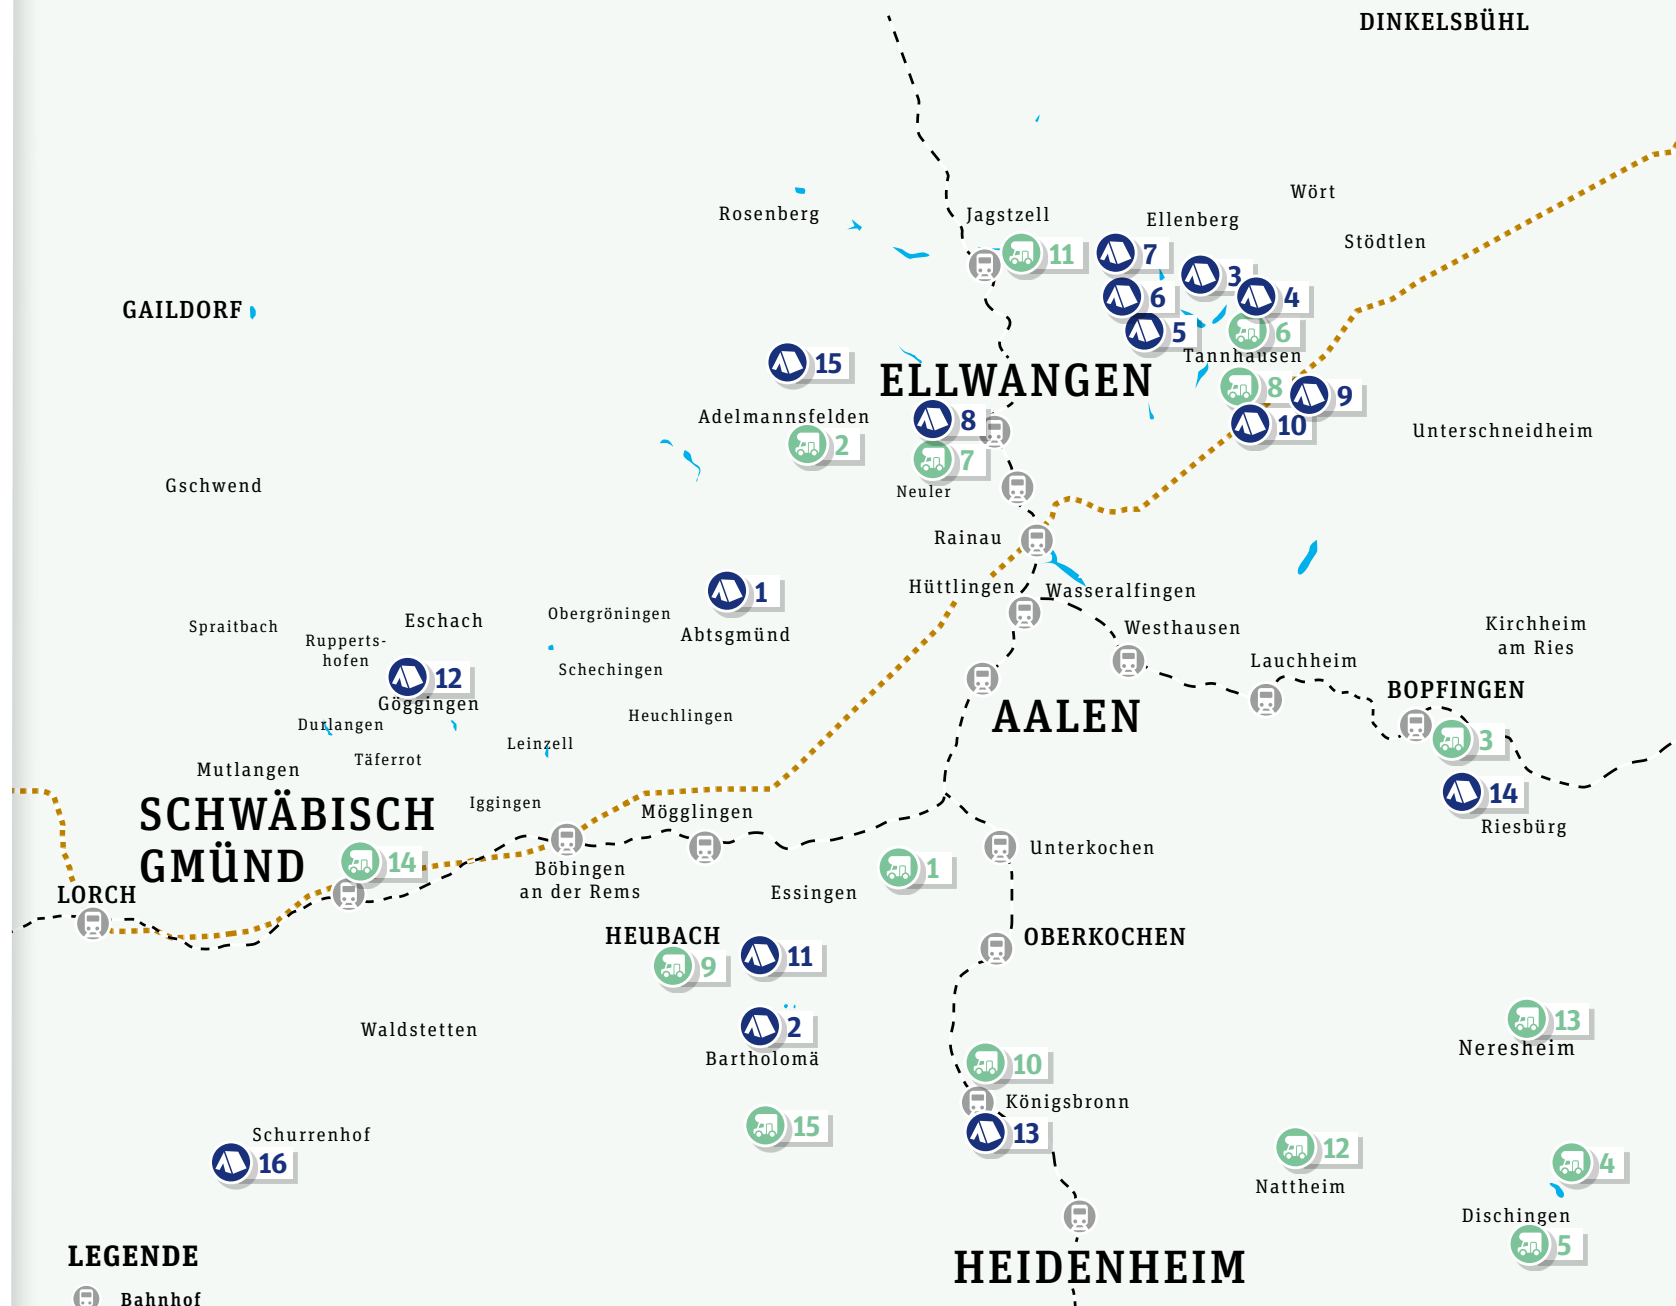 DINKELSBÜHL
Wört
Rosenberg
Jagstzell
Ellenberg
Stödtlen
11
7
3
6
4
GAILDORF
5
6
Tannhausen
15
ELLWANGEN
8
9
Adelmannsfelden
8
10
2
Unterschneidheim
7
Neuler
Gschwend
Rainau
Hüttlingen
Wasseralfingen
1
Abtsgmünd
Obergröningen
Eschach
Spraitbach
Rupperts-
hofen
Westhausen
Kirchheim
am Ries
Lauchheim
Schechingen
12
Göggingen
BOPFINGEN
3
AALEN
Heuchlingen
Durlangen
Leinzell
Täferrot
Mutlangen
14
Riesbürg
SCHWÄBISCH
GMÜND
Iggingen
Mögglingen
14
Böbingen
an der Rems
Unterkochen
1
Essingen
LORCH
HEUBACH
9
11
OBERKOCHEN
2
Bartholomä
Waldstetten
13
Neresheim
10
Königsbronn
13
15
Schurrenhof
16
12
Nattheim
4
Dischingen
5
HEIDENHEIM
LEGENDE
Bahnhof